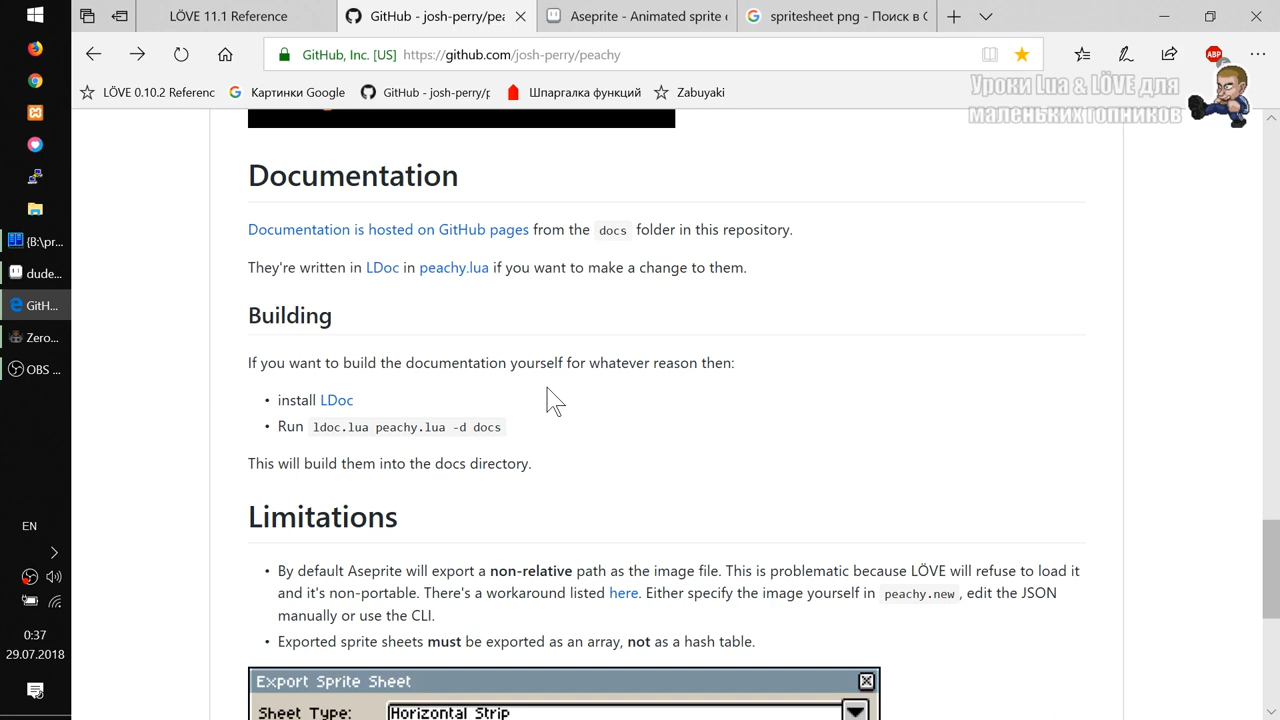 LÖVE 11.1 Reference
GitHub - josh-perry/pea
Aseprite - Animated sprite
spritesheet png - Поиск в
GitHub, Inc. [US] https://github.com/josh-perry/peachy
ABP
LÖVE 0.10.2 Referenc
Картинки Google
GitHub - josh-perry/p
Шпаргалка функций
Zabuyaki
Уроки Lua & LÖVE для
маленьких гопников
Documentation
Documentation is hosted on GitHub pages from the docs folder in this repository.
They're written in LDoc in peachy.lua if you want to make a change to them.
Building
If you want to build the documentation yourself for whatever reason then:
• install LDoc
• Run ldoc.lua peachy.lua -d docs
This will build them into the docs directory.
Limitations
• By default Aseprite will export a non-relative path as the image file. This is problematic because LÖVE will refuse to load it
and it's non-portable. There's a workaround listed here. Either specify the image yourself in peachy.new, edit the JSON
manually or use the CLI.
• Exported sprite sheets must be exported as an array, not as a hash table.
Export Sprite Sheet
Sheet Type: Horizontal Strip
{B:\pr...
dude...
GitH...
Zero...
OBS ...
EN
0:37
29.07.2018